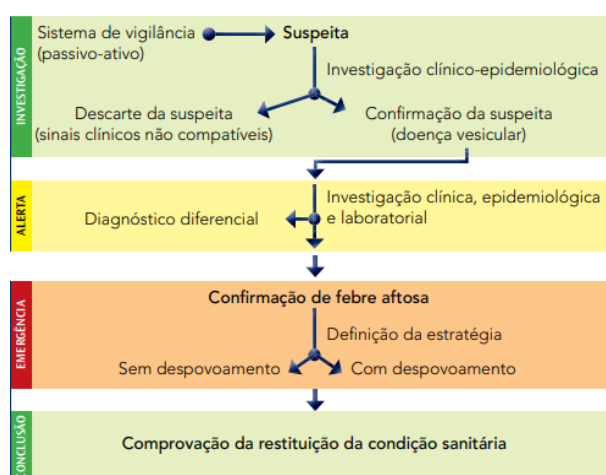 INVESTIGAÇÃO
Sistema de vigilância
(passivo-ativo)
Suspeita
Investigação clínico-epidemiológica
Descarte da suspeita
(sinais clínicos não compatíveis)
Confirmação da suspeita
(doença vesicular)
ALERTA
Diagnóstico diferencial
Investigação clínica, epidemiológica
e laboratorial
EMERGÊNCIA
Confirmação de febre aftosa
Definição da estratégia
Sem despovoamento
Com despovoamento
ONCLUSÃO
Comprovação da restituição da condição sanitária